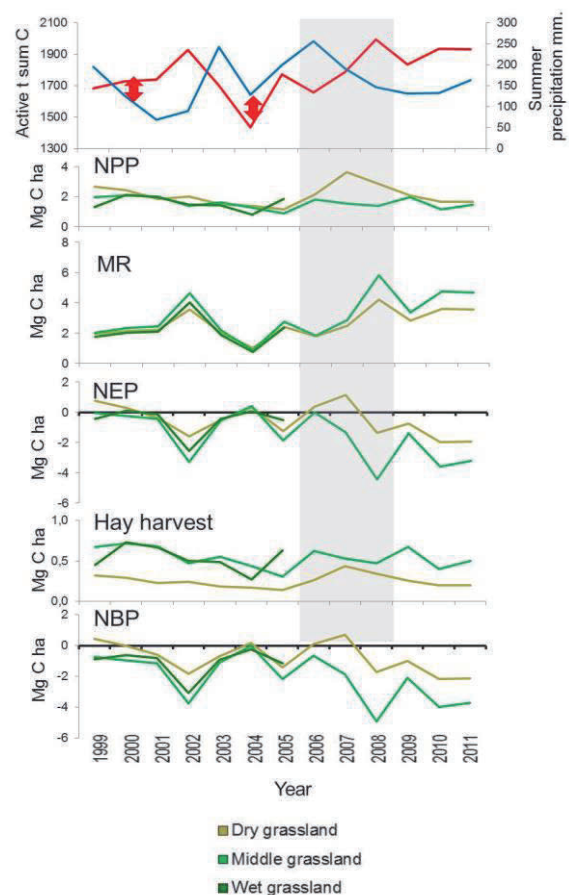 Active t sum C
2100
1900
1700
1500
1300
300
250
200
150
100
50
0
Summer
precipitation mm.
Mg C ha
4
2
0
NPP
Mg C ha
8
6
4
2
0
MR
Mg C ha
2
0
-2
-4
-6
NEP
Mg C ha
1,0
0,5
0,0
Hay harvest
Mg C ha
2
0
-2
-4
-6
NBP
1999
2000
2001
2002
2003
2004
2005
2006
2007
2008
2009
2010
2011
Year
Dry grassland
Middle grassland
Wet grassland